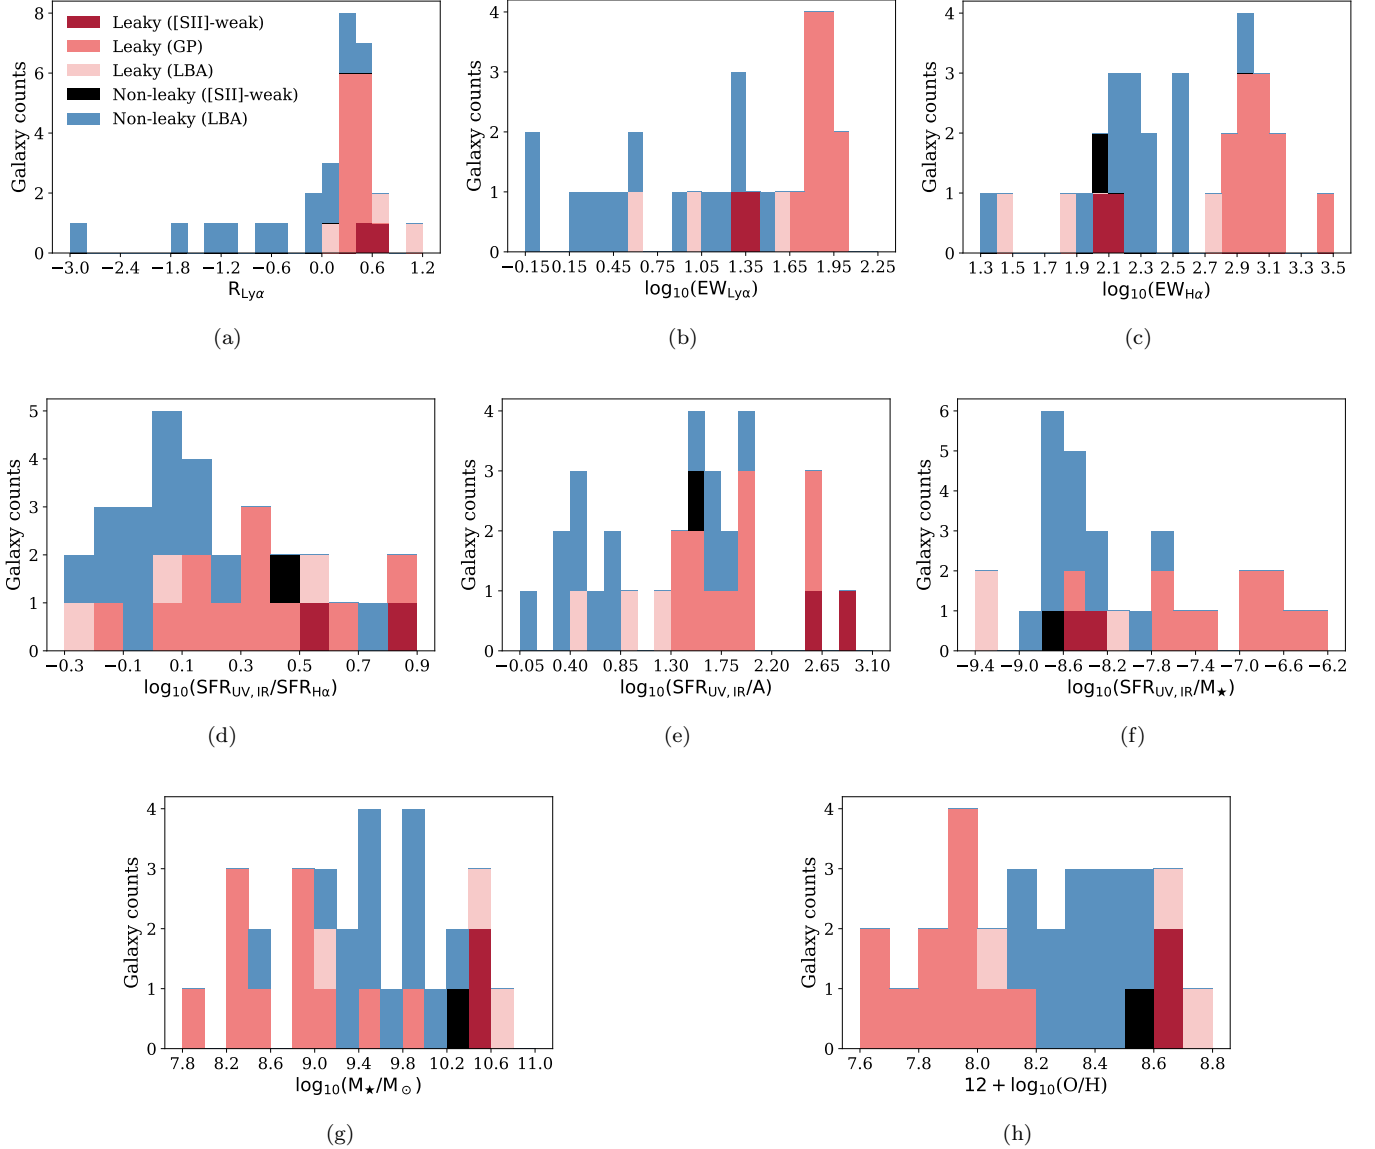 Galaxy counts
8
6
4
2
0
Leaky ([SII]-weak)
Leaky (GP)
Leaky (LBA)
Non-leaky ([SII]-weak)
Non-leaky (LBA)
−3.0 −2.4 −1.8 −1.2 −0.6 0.0 0.6 1.2
R_Lyα
(a)
Galaxy counts
4
3
2
1
0
−0.15 0.15 0.45 0.75 1.05 1.35 1.65 1.95 2.25
log₁₀(EW_Lyα)
(b)
Galaxy counts
4
3
2
1
0
1.3 1.5 1.7 1.9 2.1 2.3 2.5 2.7 2.9 3.1 3.3 3.5
log₁₀(EW_Hα)
(c)
Galaxy counts
5
4
3
2
1
0
−0.3 −0.1 0.1 0.3 0.5 0.7 0.9
log₁₀(SFR_UV, IR/SFR_Hα)
(d)
Galaxy counts
4
3
2
1
0
−0.05 0.40 0.85 1.30 1.75 2.20 2.65 3.10
log₁₀(SFR_UV, IR/A)
(e)
Galaxy counts
6
5
4
3
2
1
0
−9.4 −9.0 −8.6 −8.2 −7.8 −7.4 −7.0 −6.6 −6.2
log₁₀(SFR_UV, IR/M★)
(f)
Galaxy counts
4
3
2
1
0
7.8 8.2 8.6 9.0 9.4 9.8 10.2 10.6 11.0
log₁₀(M★/M⊙)
(g)
Galaxy counts
4
3
2
1
0
7.6 7.8 8.0 8.2 8.4 8.6 8.8
12 + log₁₀(O/H)
(h)